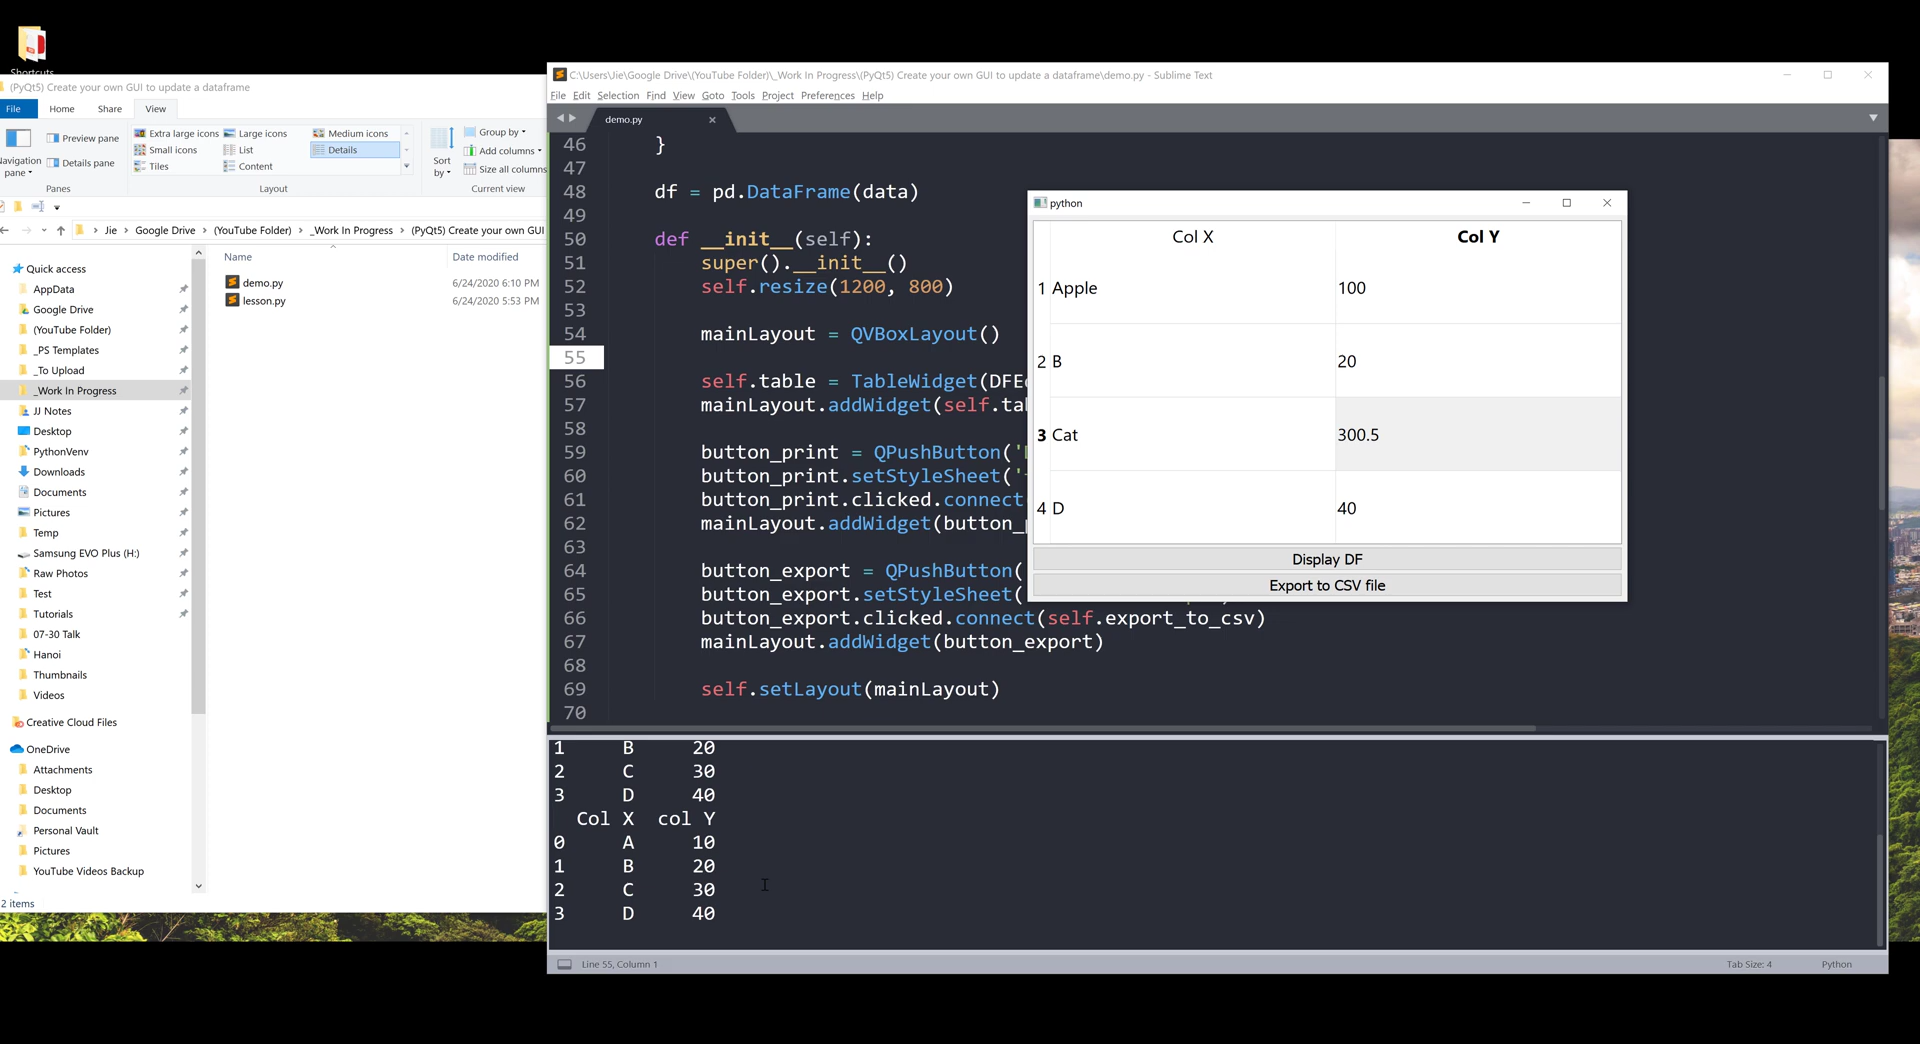 Shortcuts
(PyQt5) Create your own GUI to update a dataframe
File Home Share View
Navigation pane
Preview pane
Details pane
Panes
Extra large icons Large icons Medium icons
Small icons List Details
Tiles Content
Layout
Sort by
Group by
Add columns
Size all columns
Current view
Jie > Google Drive > (YouTube Folder) > _Work In Progress > (PyQt5) Create your own GUI
Name Date modified
demo.py 6/24/2020 6:10 PM
lesson.py 6/24/2020 5:53 PM
Quick access
AppData
Google Drive
(YouTube Folder)
_PS Templates
_To Upload
_Work In Progress
JJ Notes
Desktop
PythonVenv
Downloads
Documents
Pictures
Temp
Samsung EVO Plus (H:)
Raw Photos
Test
Tutorials
07-30 Talk
Hanoi
Thumbnails
Videos
Creative Cloud Files
OneDrive
Attachments
Desktop
Documents
Personal Vault
Pictures
YouTube Videos Backup
2 items
C:\Users\Jie\Google Drive\(YouTube Folder)\_Work In Progress\(PyQt5) Create your own GUI to update a dataframe\demo.py - Sublime Text
File Edit Selection Find View Goto Tools Project Preferences Help
demo.py
46 }
47
48 df = pd.DataFrame(data)
49
50 def __init__(self):
51 super().__init__()
52 self.resize(1200, 800)
53
54 mainLayout = QVBoxLayout()
55
56 self.table = TableWidget(DFE
57 mainLayout.addWidget(self.ta
58
59 button_print = QPushButton('
60 button_print.setStyleSheet('
61 button_print.clicked.connect
62 mainLayout.addWidget(button_
63
64 button_export = QPushButton(
65 button_export.setStyleSheet(
66 button_export.clicked.connect(self.export_to_csv)
67 mainLayout.addWidget(button_export)
68
69 self.setLayout(mainLayout)
70
python
Col X Col Y
1 Apple 100
2 B 20
3 Cat 300.5
4 D 40
Display DF
Export to CSV file
1 B 20
2 C 30
3 D 40
Col X col Y
0 A 10
1 B 20
2 C 30
3 D 40
Line 55, Column 1 Tab Size: 4 Python